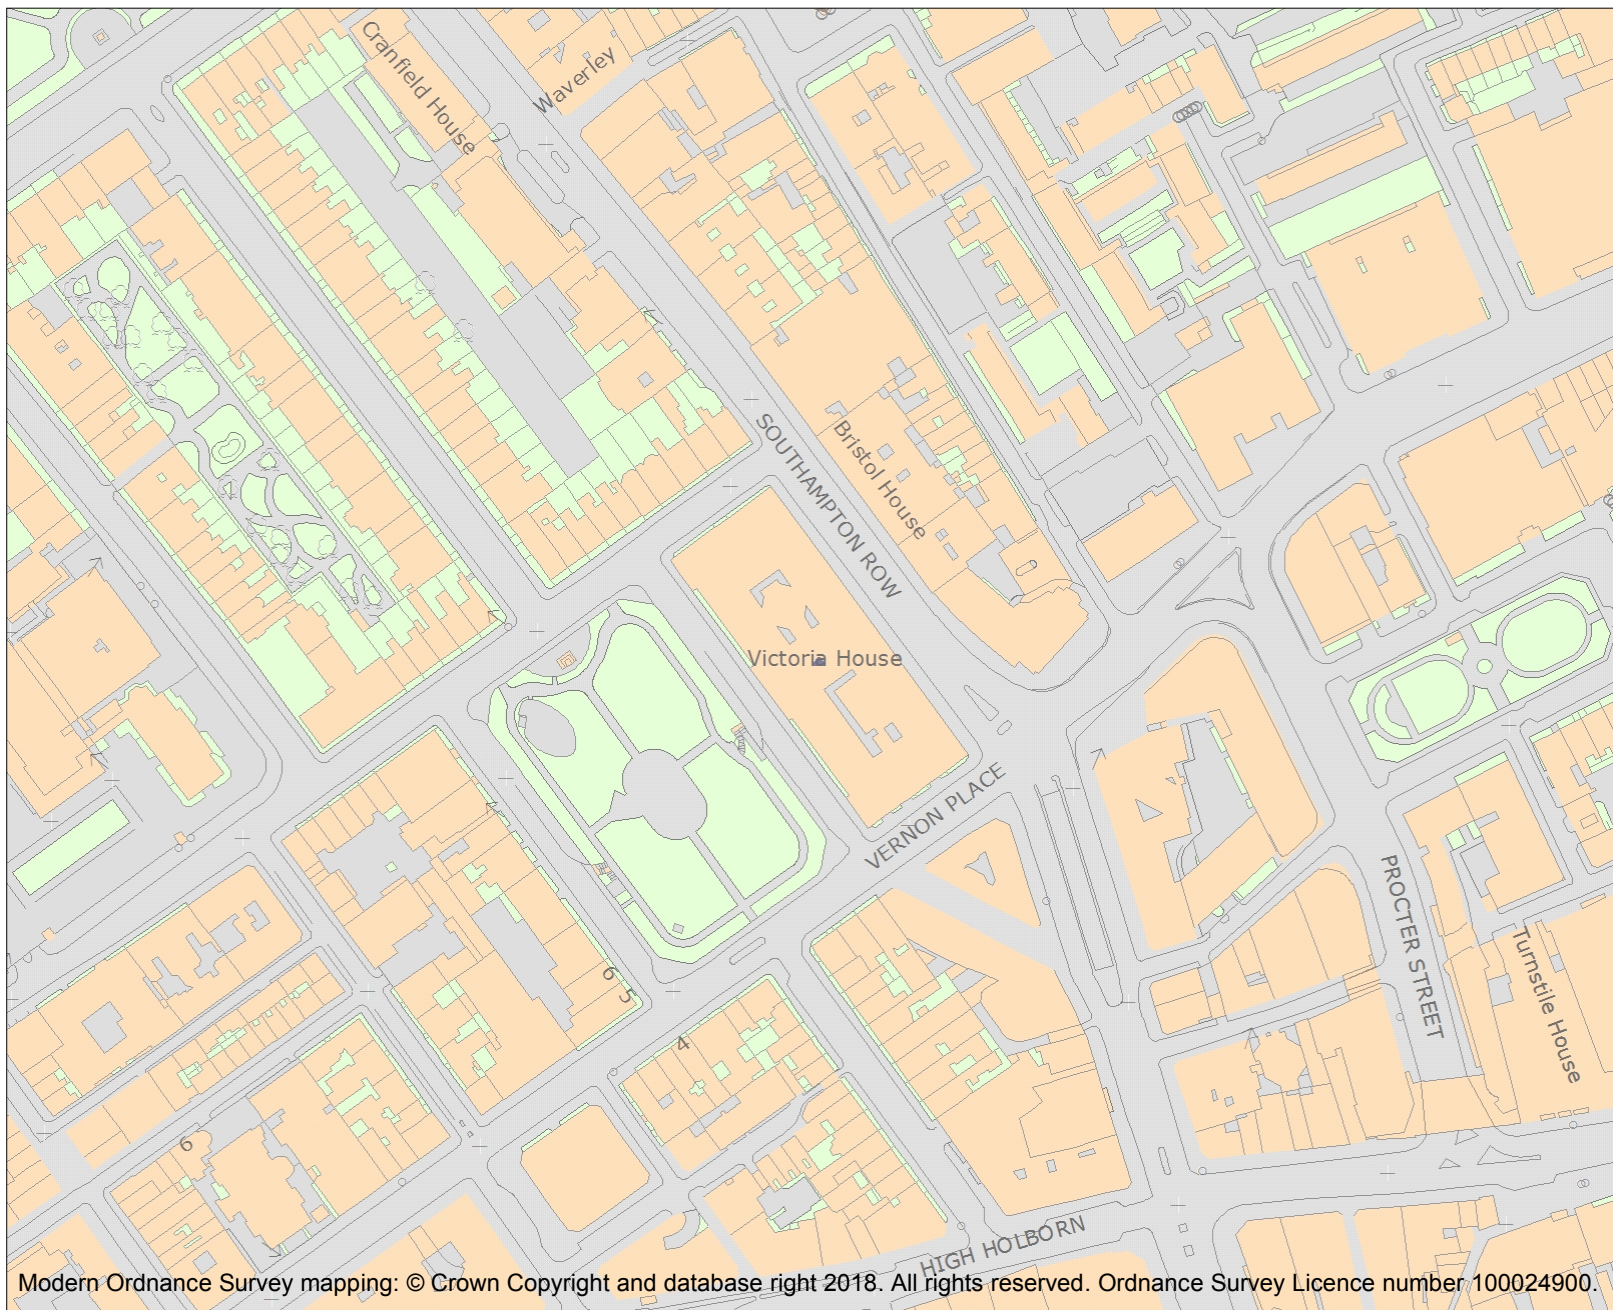 Cranfield House
Waverley
SOUTHAMPTON ROW
Bristol House
Victoria House
VERNON PLACE
PROCTER STREET
Turnstile House
6
5
4
6
HIGH HOLBORN
Modern Ordnance Survey mapping: © Crown Copyright and database right 2018. All rights reserved. Ordnance Survey Licence number 100024900.